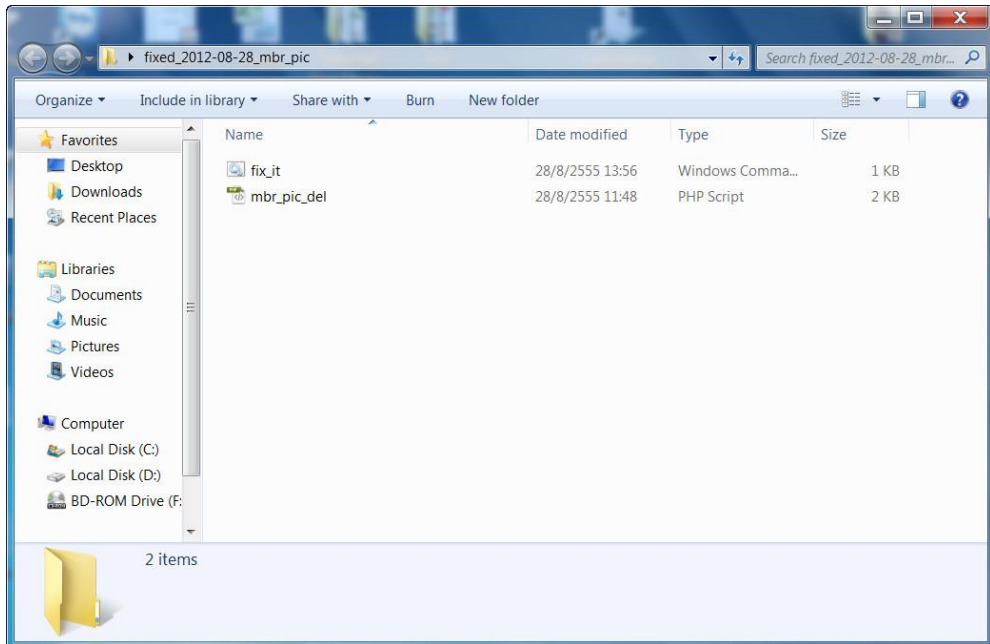 fixed_2012-08-28_mbr_pic
Search fixed_2012-08-28_mbr...
Organize Include in library Share with Burn New folder
Favorites
Desktop
Downloads
Recent Places
Libraries
Documents
Music
Pictures
Videos
Computer
Local Disk (C:)
Local Disk (D:)
BD-ROM Drive (F:
Name Date modified Type Size
fix_it 28/8/2555 13:56 Windows Comma... 1 KB
mbr_pic_del 28/8/2555 11:48 PHP Script 2 KB
2 items